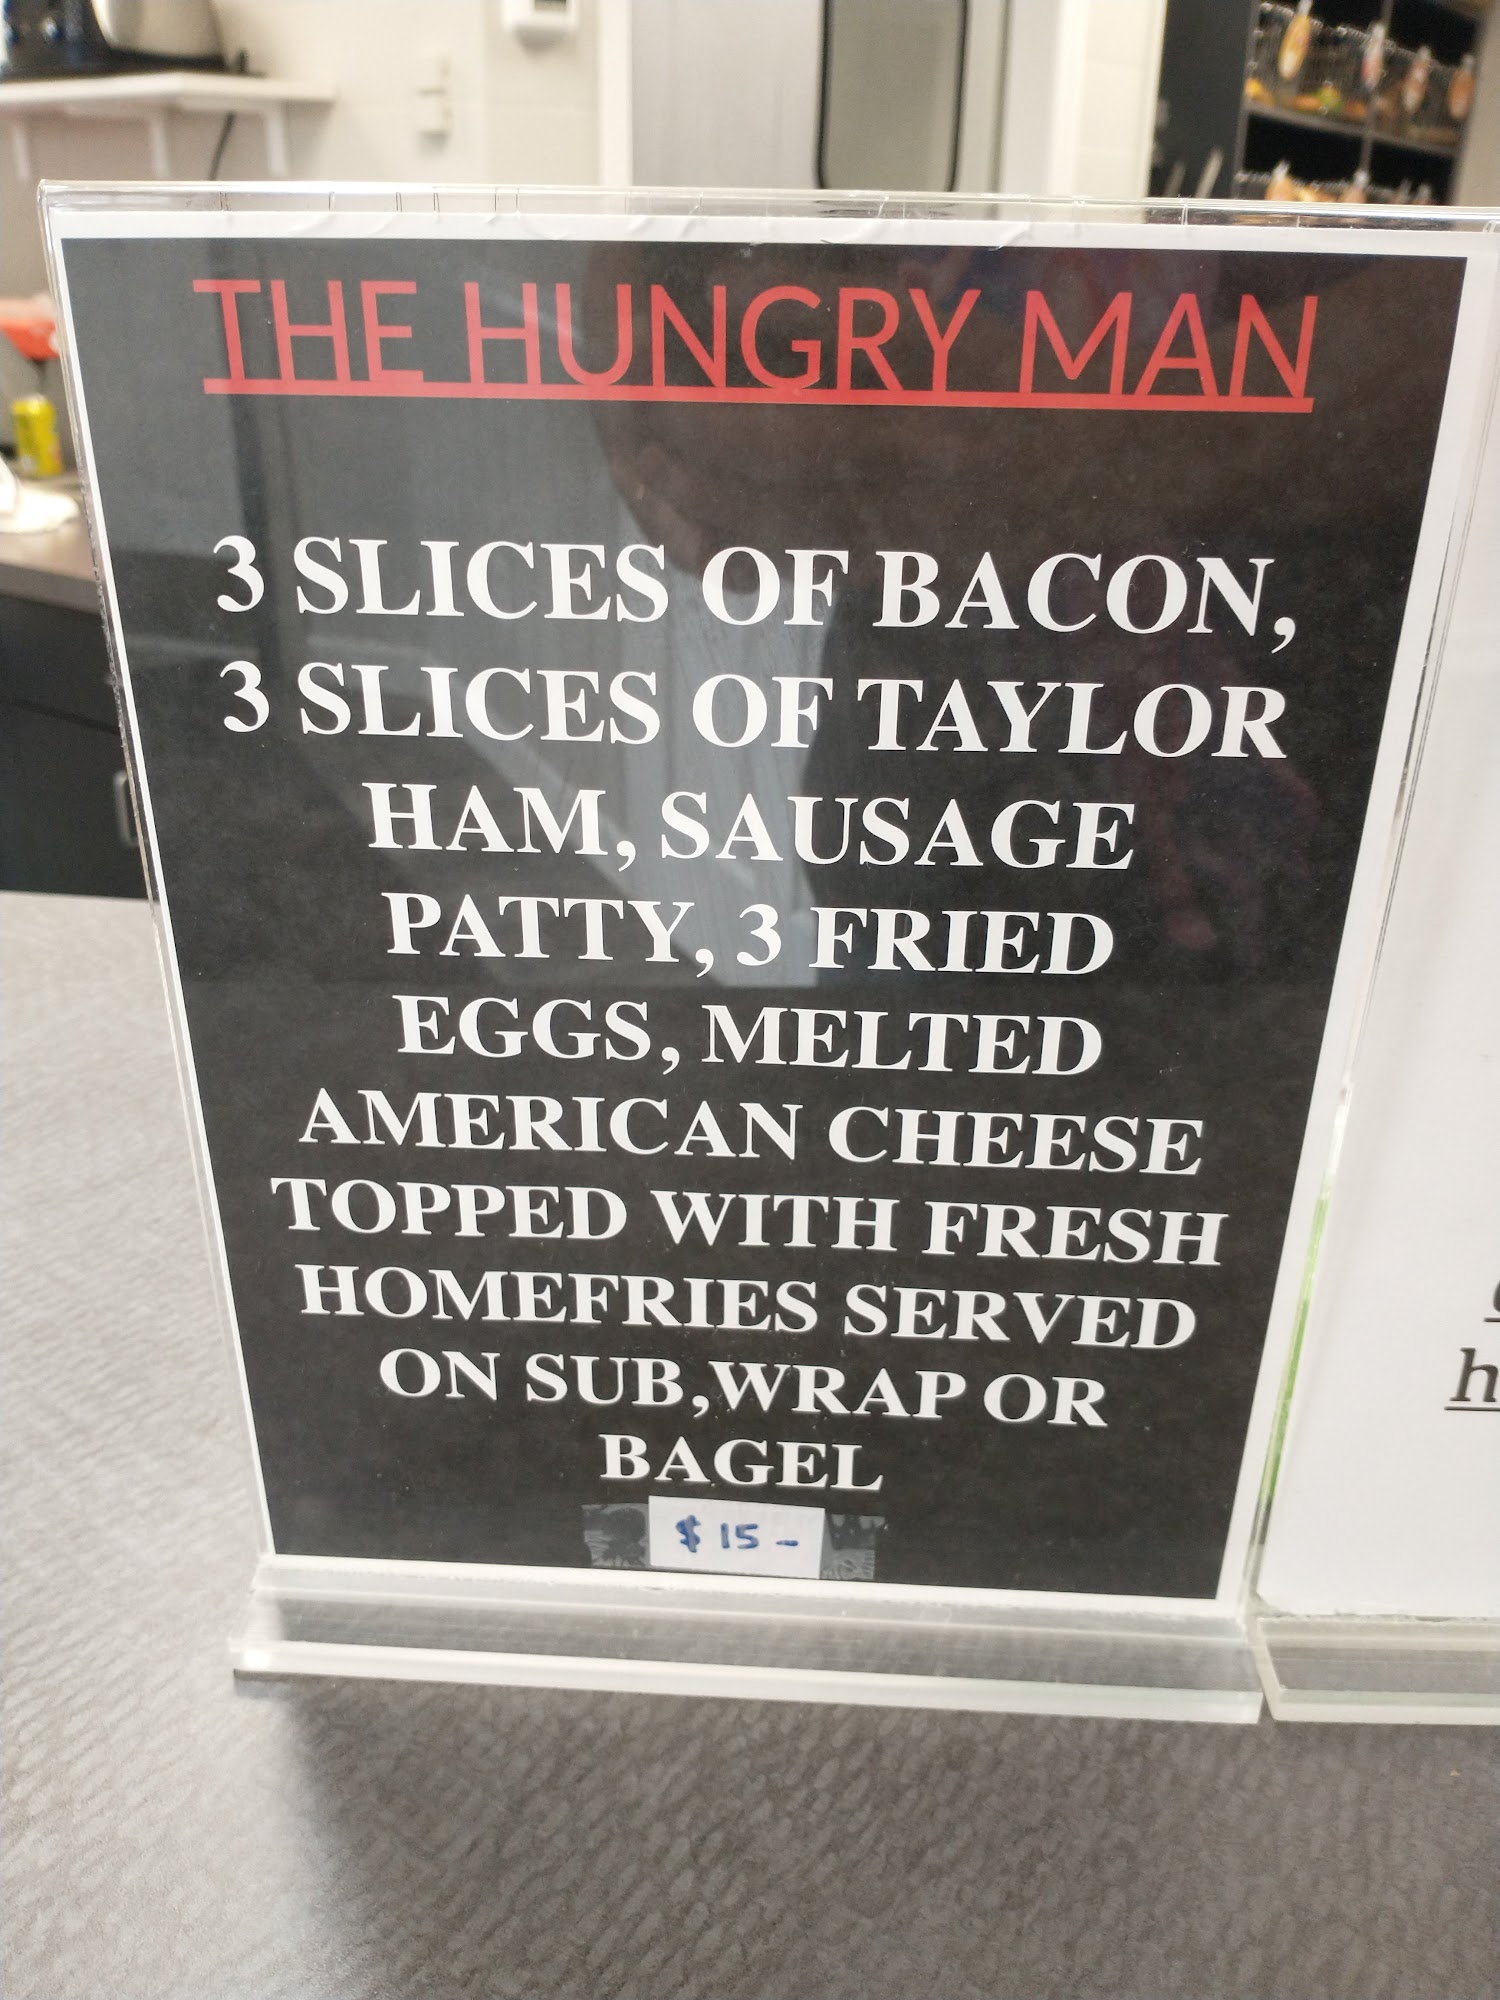 THE HUNGRY MAN
3 SLICES OF BACON,
3 SLICES OF TAYLOR
HAM, SAUSAGE
PATTY, 3 FRIED
EGGS, MELTED
AMERICAN CHEESE
TOPPED WITH FRESH
HOMEFRIES SERVED
ON SUB,WRAP OR
BAGEL
$ 15 -